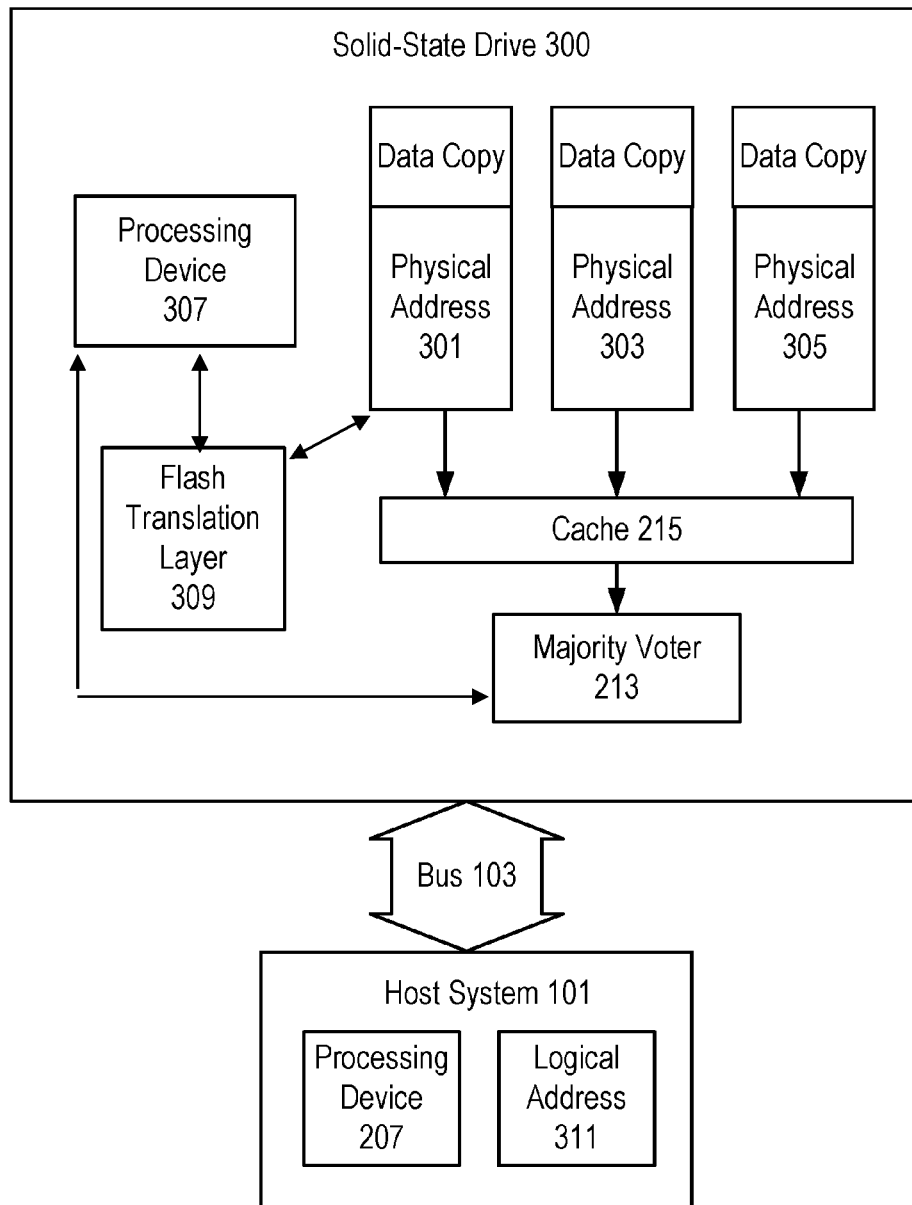 Solid-State Drive 300
Data Copy
Data Copy
Data Copy
Processing
Device
307
Physical
Address
301
Physical
Address
303
Physical
Address
305
Flash
Translation
Layer
309
Cache 215
Majority Voter
213
Bus 103
Host System 101
Processing
Device
207
Logical
Address
311